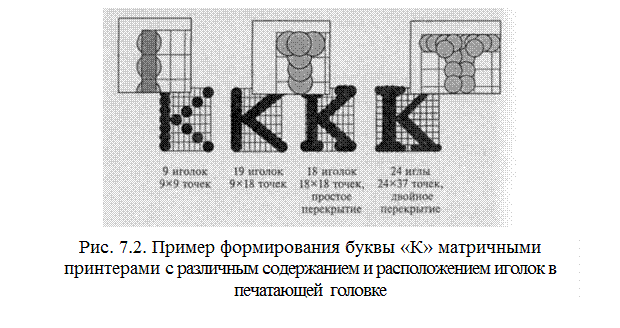 9 иголок 19 иголок 18 иголок 24 иглы
9×9 точек 9×18 точек 18×18 точек, 24×37 точек,
простое двойное
перекрытие перекрытие
Рис. 7.2. Пример формирования буквы «К» матричными
принтерами с различным содержанием и расположением иголок в
печатающей головке